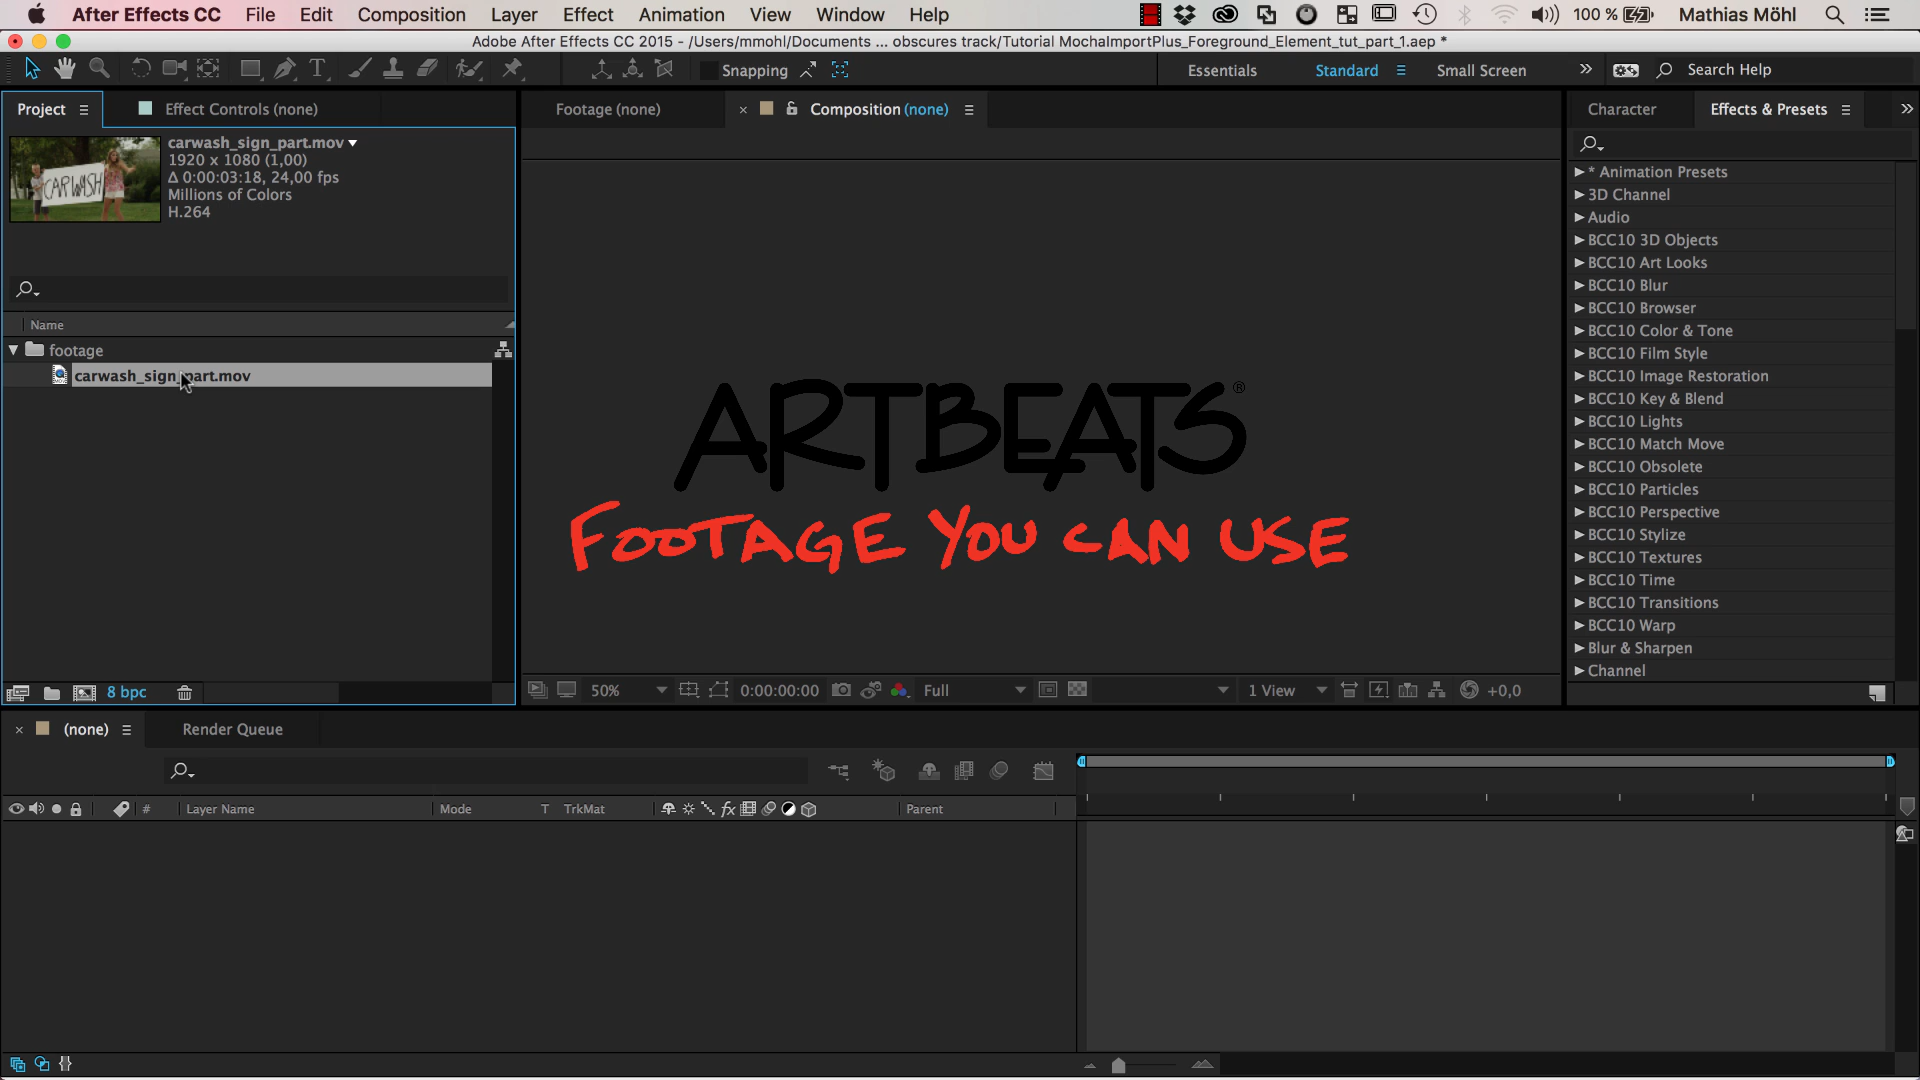 After Effects CC File Edit Composition Layer Effect Animation View Window Help 100 % Mathias Möhl
Adobe After Effects CC 2015 - /Users/mmohl/Documents ... obscures track/Tutorial MochaImportPlus_Foreground_Element_tut_part_1.aep *
Snapping Essentials Standard Small Screen Search Help
Project Effect Controls (none) Footage (none) Composition (none) Character Effects & Presets
carwash_sign_part.mov
1920 x 1080 (1,00)
Δ 0:00:03:18, 24,00 fps
Millions of Colors
H.264
CAR WASH
Name
footage
carwash_sign_part.mov
8 bpc
ARTBEATS®
FOOTAGE YOU CAN USE
50% 0:00:00:00 Full 1 View +0,0
* Animation Presets
3D Channel
Audio
BCC10 3D Objects
BCC10 Art Looks
BCC10 Blur
BCC10 Browser
BCC10 Color & Tone
BCC10 Film Style
BCC10 Image Restoration
BCC10 Key & Blend
BCC10 Lights
BCC10 Match Move
BCC10 Obsolete
BCC10 Particles
BCC10 Perspective
BCC10 Stylize
BCC10 Textures
BCC10 Time
BCC10 Transitions
BCC10 Warp
Blur & Sharpen
Channel
(none) Render Queue
# Layer Name Mode T TrkMat fx Parent